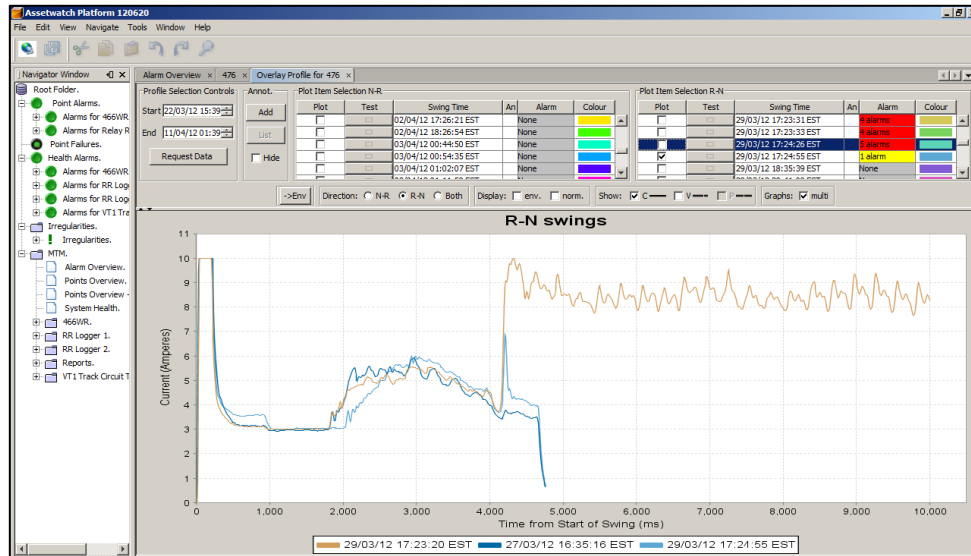 Assetwatch Platform 120620
File Edit View Navigate Tools Window Help
Navigator Window
Root Folder.
Point Alarms.
Alarms for 466WR.
Alarms for Relay R
Point Failures.
Health Alarms.
Alarms for 466WR.
Alarms for RR Logg
Alarms for RR Logg
Alarms for VT1 Tra
Irregularities.
Irregularities.
MTM.
Alarm Overview.
Points Overview.
Points Overview -
System Health.
466WR.
RR Logger 1.
RR Logger 2.
Reports.
VT1 Track Circuit T
Alarm Overview × 476 × Overlay Profile for 476 ×
Profile Selection Controls
Start 22/03/12 15:39
End 11/04/12 01:39
Request Data
Annot.
Add
List
Hide
Plot Item Selection N-R
Plot Test Swing Time An Alarm Colour
02/04/12 17:26:21 EST None
02/04/12 18:26:54 EST None
03/04/12 00:44:50 EST None
03/04/12 00:54:35 EST None
03/04/12 01:02:07 EST None
Plot Item Selection R-N
Plot Test Swing Time An Alarm Colour
29/03/12 17:23:31 EST 4 alarms
29/03/12 17:23:33 EST 4 alarms
29/03/12 17:24:26 EST 5 alarms
29/03/12 17:24:55 EST 1 alarm
29/03/12 18:35:39 EST None
->Env Direction: N-R R-N Both Display: env. norm. Show: C V P Graphs: multi
R-N swings
Current (Amperes)
11
10
9
8
7
6
5
4
3
2
1
0
0 1,000 2,000 3,000 4,000 5,000 6,000 7,000 8,000 9,000 10,000
Time from Start of Swing (ms)
29/03/12 17:23:20 EST 27/03/12 16:35:16 EST 29/03/12 17:24:55 EST